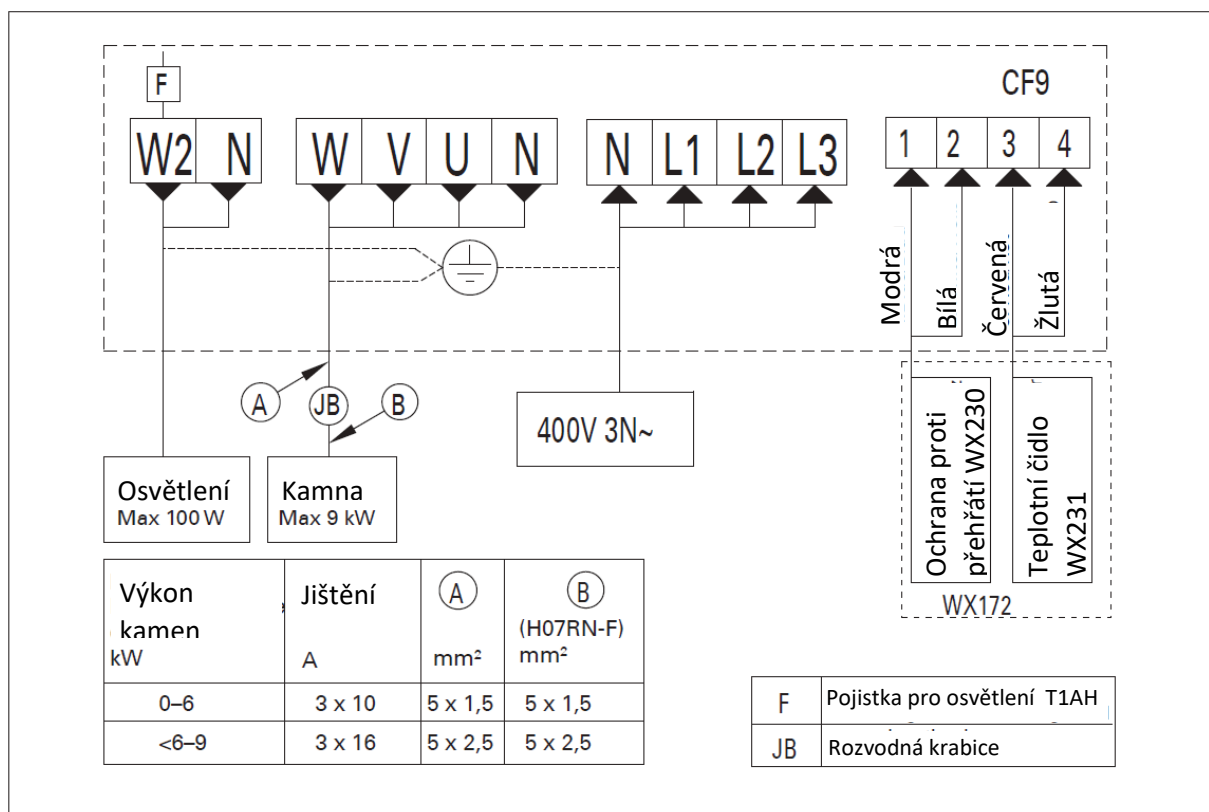 F
CF9
W2 N
W V U N
N L1 L2 L3
1 2 3 4
Modrá
Bílá
Červená
Žlutá
A
JB
B
400V 3N~
Osvětlení
Max 100 W
Kamna
Max 9 kW
Ochrana proti
přehřátí WX230
Teplotní čidlo
WX231
WX172
Výkon
kamen
kW
Jištění
A
A
mm²
B
(H07RN-F)
mm²
0–6 3 x 10 5 x 1,5 5 x 1,5
<6–9 3 x 16 5 x 2,5 5 x 2,5
F Pojistka pro osvětlení T1AH
JB Rozvodná krabice